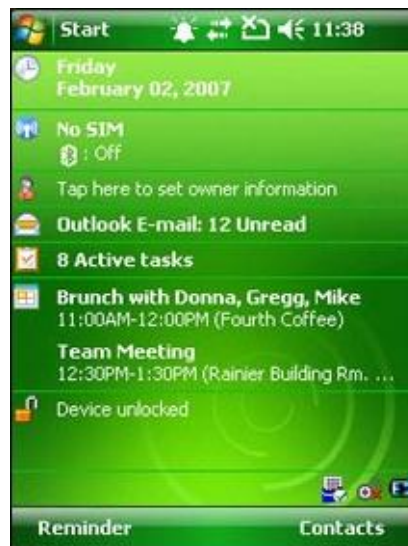 Start 11:38
Friday
February 02, 2007
No SIM
: Off
Tap here to set owner information
Outlook E-mail: 12 Unread
8 Active tasks
Brunch with Donna, Gregg, Mike
11:00AM-12:00PM (Fourth Coffee)
Team Meeting
12:30PM-1:30PM (Rainier Building Rm. ...
Device unlocked
Reminder Contacts